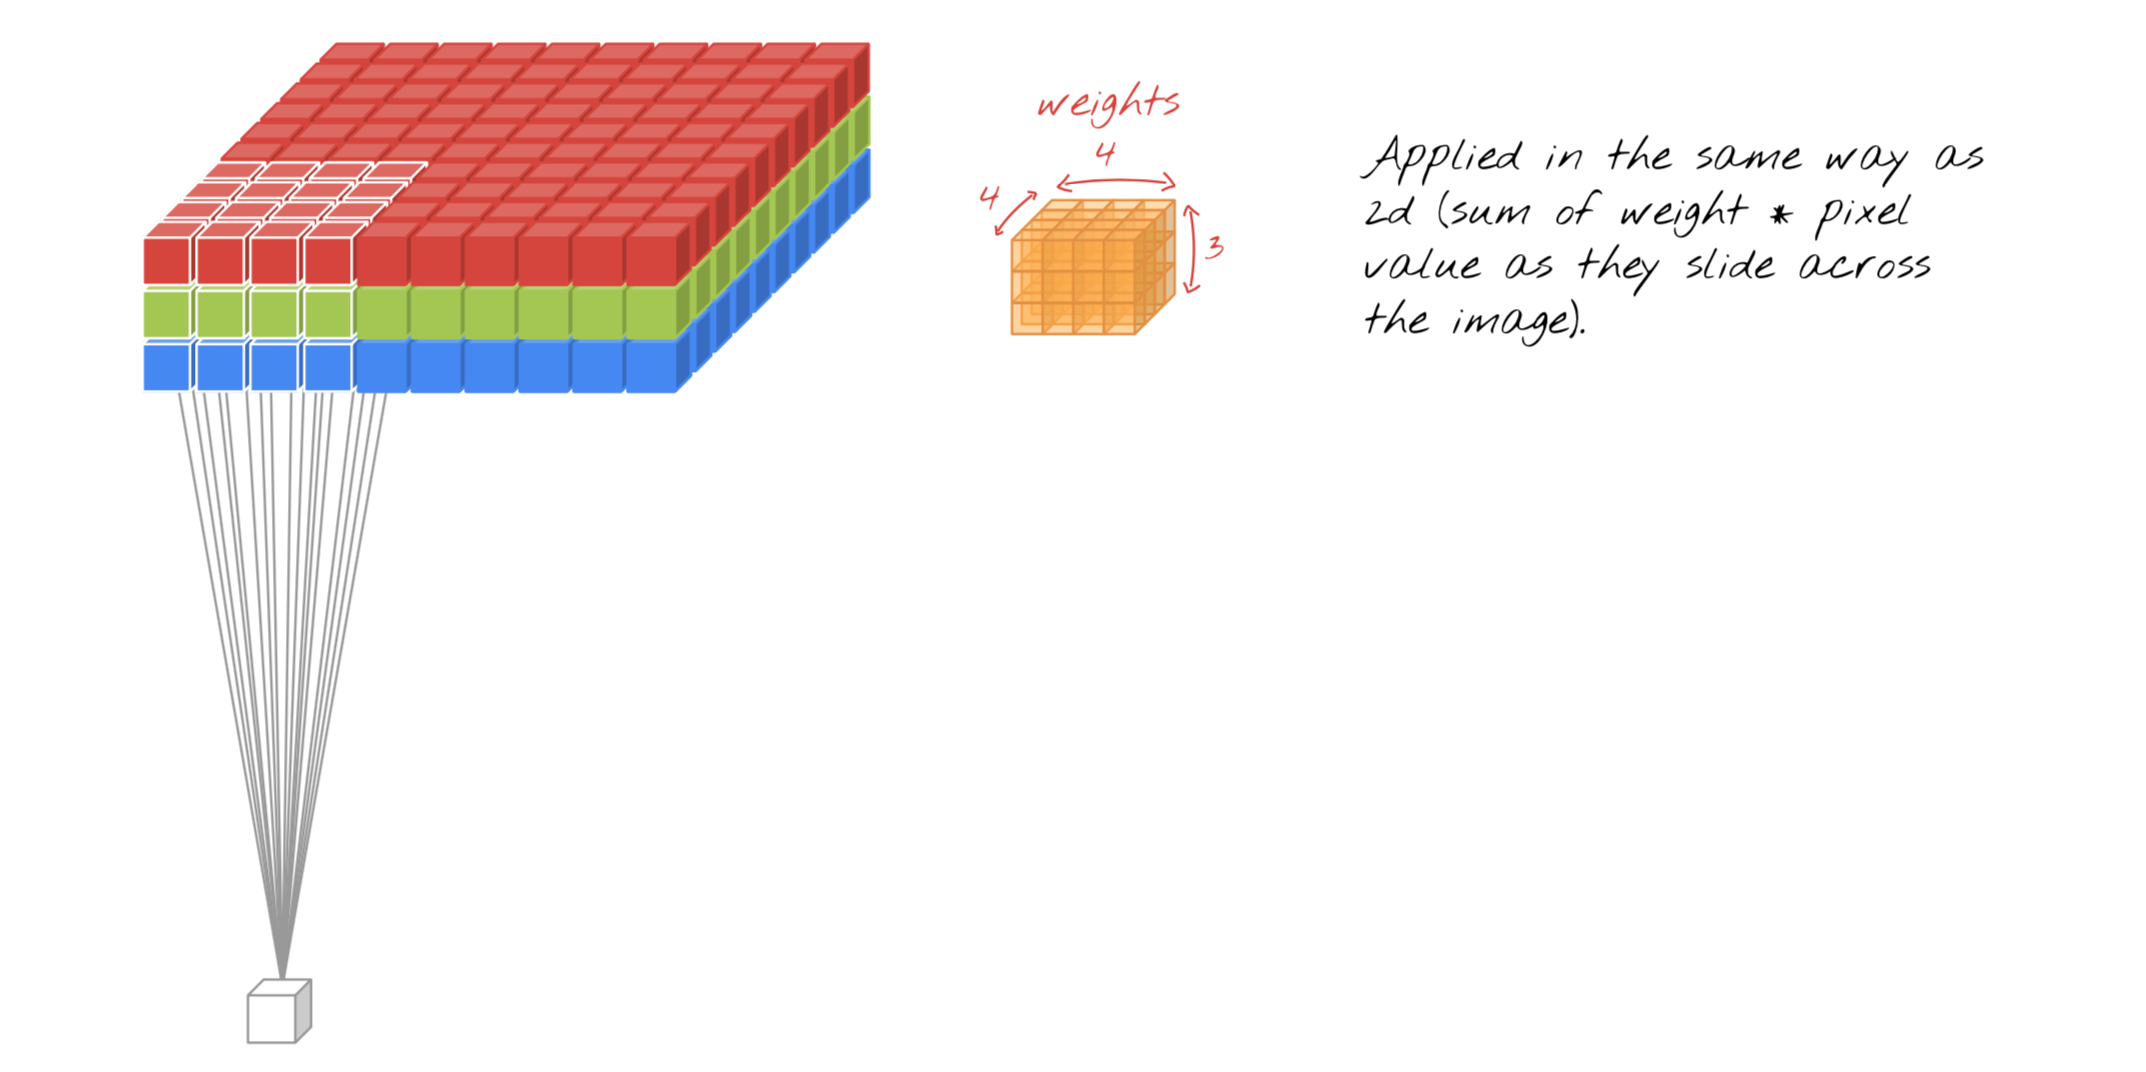 weights
4
4
3
Applied in the same way as
2d (sum of weight * pixel
value as they slide across
the image).